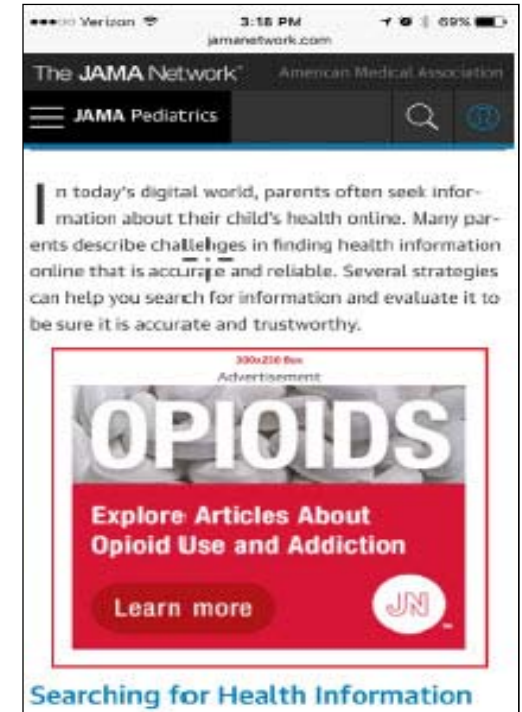 Verizon 3:18 PM 69%
jamanetwork.com
The JAMA Network American Medical Association
JAMA Pediatrics
In today's digital world, parents often seek infor-
mation about their child's health online. Many par-
ents describe challenges in finding health information
online that is accurate and reliable. Several strategies
can help you search for information and evaluate it to
be sure it is accurate and trustworthy.
300x250 Box
Advertisement
OPIOIDS
Explore Articles About
Opioid Use and Addiction
Learn more JN
Searching for Health Information